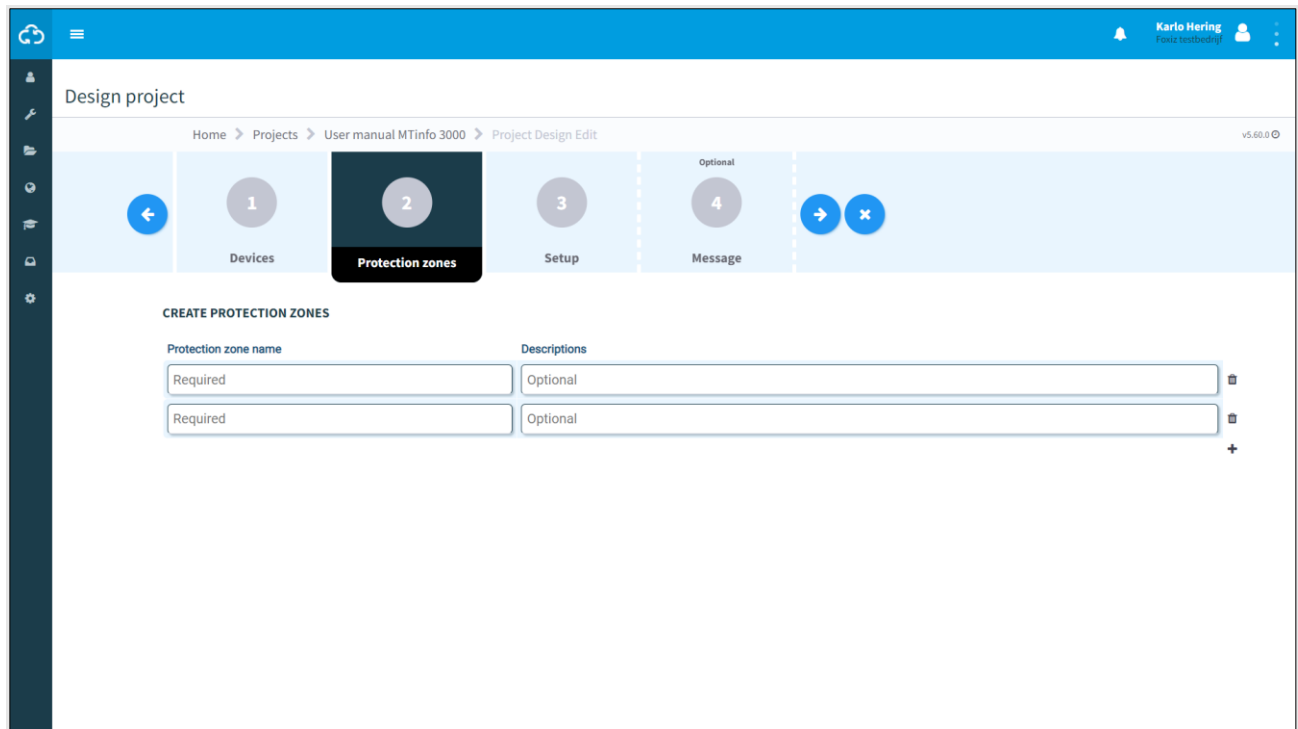 Karlo Hering
Foxiz testbedrijf
Design project
Home Projects User manual MTinfo 3000 Project Design Edit
v5.60.0
Optional
1 2 3 4
Devices Protection zones Setup Message
CREATE PROTECTION ZONES
Protection zone name Descriptions
Required Optional
Required Optional